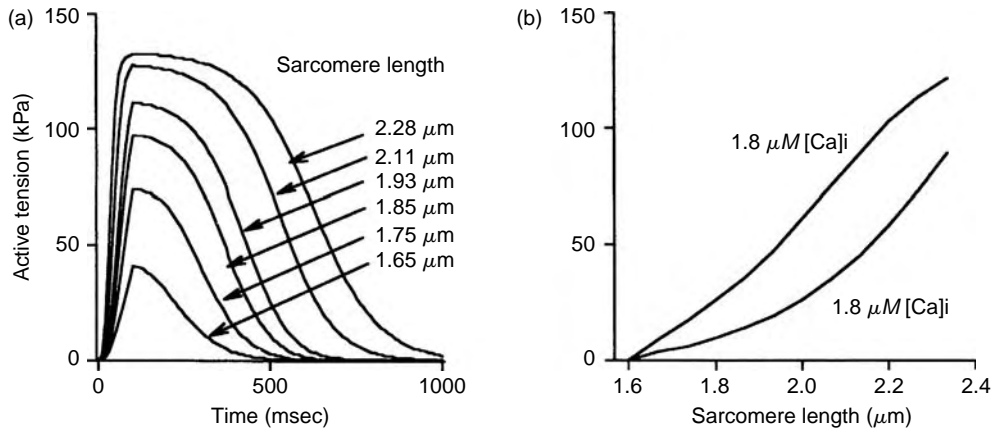 (a)
150
100
50
0
Active tension (kPa)
Sarcomere length
2.28 μm
2.11 μm
1.93 μm
1.85 μm
1.75 μm
1.65 μm
0
500
1000
Time (msec)
(b)
150
100
50
0
1.8 μM [Ca]i
1.8 μM [Ca]i
1.6
1.8
2.0
2.2
2.4
Sarcomere length (μm)